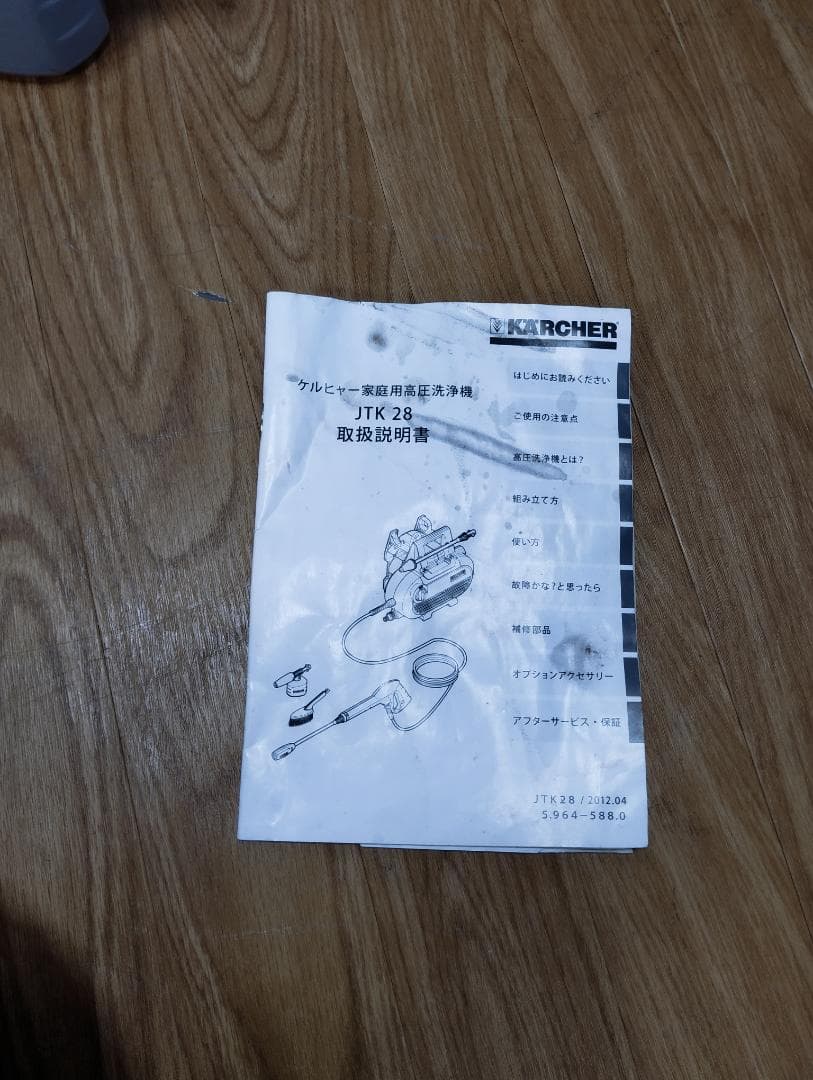 KÄRCHER
ケルヒャー家庭用高圧洗浄機
JTK 28
取扱説明書
はじめにお読みください
ご使用の注意点
高圧洗浄機とは？
組み立て方
使い方
故障かな？と思ったら
補修部品
オプションアクセサリー
アフターサービス・保証
JTK28 / 2012.04
5.964−588.0